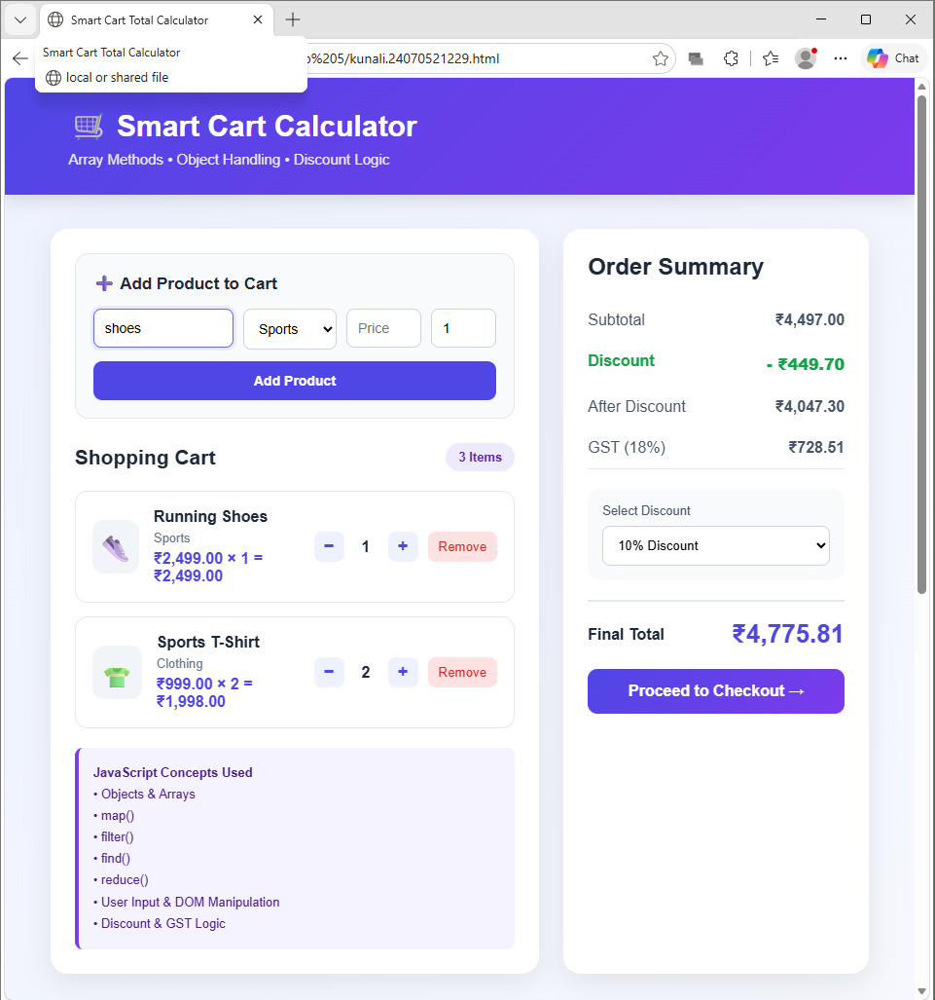 Smart Cart Total Calculator
Smart Cart Total Calculator
local or shared file
%205/kunali.24070521229.html
Chat
Smart Cart Calculator
Array Methods • Object Handling • Discount Logic
Add Product to Cart
shoes
Sports
Price
1
Add Product
Shopping Cart
3 Items
Running Shoes
Sports
₹2,499.00 × 1 =
₹2,499.00
− 1 + Remove
Sports T-Shirt
Clothing
₹999.00 × 2 =
₹1,998.00
− 2 + Remove
JavaScript Concepts Used
• Objects & Arrays
• map()
• filter()
• find()
• reduce()
• User Input & DOM Manipulation
• Discount & GST Logic
Order Summary
Subtotal ₹4,497.00
Discount - ₹449.70
After Discount ₹4,047.30
GST (18%) ₹728.51
Select Discount
10% Discount
Final Total ₹4,775.81
Proceed to Checkout →